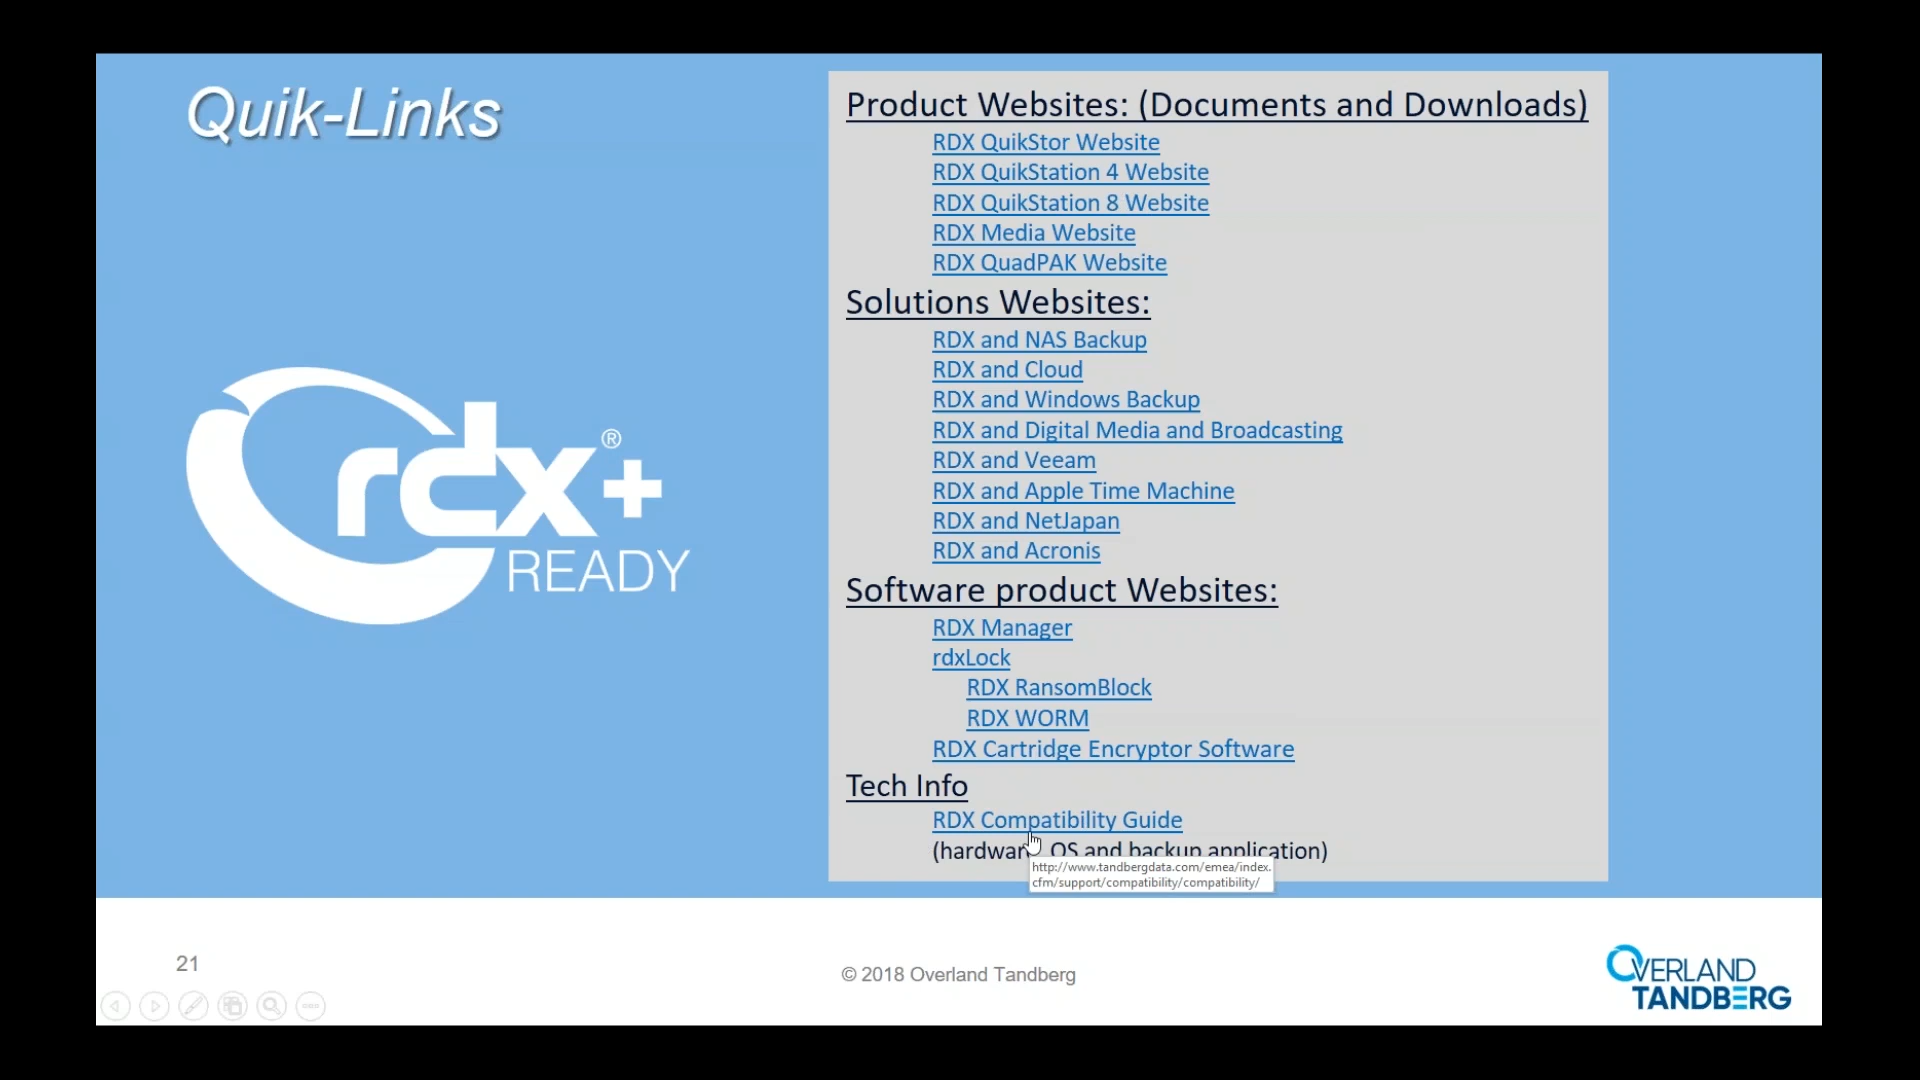 Quik-Links
rdx®+
READY
Product Websites: (Documents and Downloads)
RDX QuikStor Website
RDX QuikStation 4 Website
RDX QuikStation 8 Website
RDX Media Website
RDX QuadPAK Website
Solutions Websites:
RDX and NAS Backup
RDX and Cloud
RDX and Windows Backup
RDX and Digital Media and Broadcasting
RDX and Veeam
RDX and Apple Time Machine
RDX and NetJapan
RDX and Acronis
Software product Websites:
RDX Manager
rdxLock
RDX RansomBlock
RDX WORM
RDX Cartridge Encryptor Software
Tech Info
RDX Compatibility Guide
(hardware, OS and backup application)
http://www.tandbergdata.com/emea/index.
cfm/support/compatibility/compatibility/
21
© 2018 Overland Tandberg
OVERLAND
TANDBERG